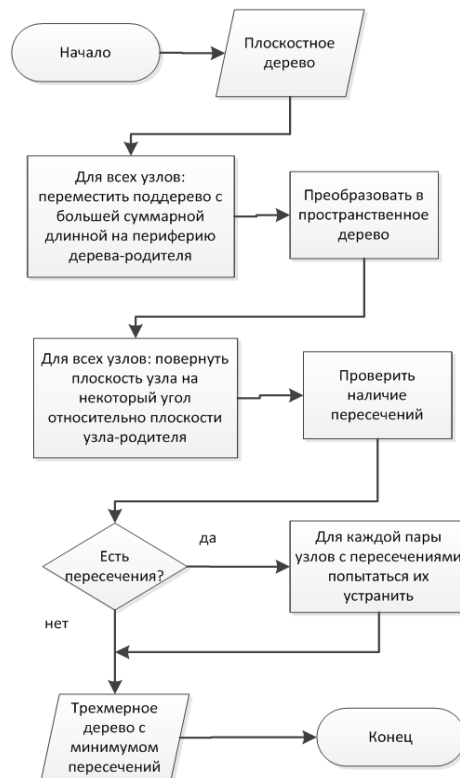 Начало
Плоскостное
дерево
Для всех узлов:
переместить поддерево с
большей суммарной
длинной на периферию
дерева-родителя
Преобразовать в
пространственное
дерево
Для всех узлов: повернуть
плоскость узла на
некоторый угол
относительно плоскости
узла-родителя
Проверить
наличие
пересечений
Есть
пересечения?
да
Для каждой пары
узлов с пересечениями
попытаться их
устранить
нет
Трехмерное
дерево с
минимумом
пересечений
Конец